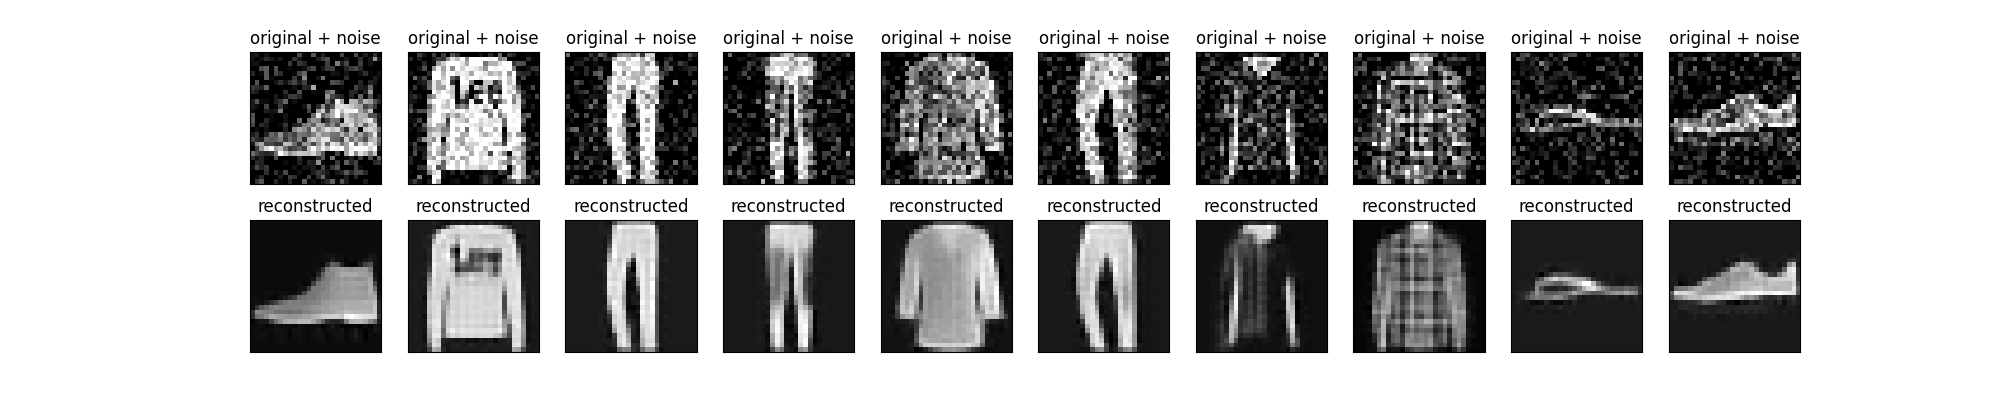 original + noise original + noise original + noise original + noise original + noise original + noise original + noise original + noise original + noise original + noise
Lee
reconstructed reconstructed reconstructed reconstructed reconstructed reconstructed reconstructed reconstructed reconstructed reconstructed